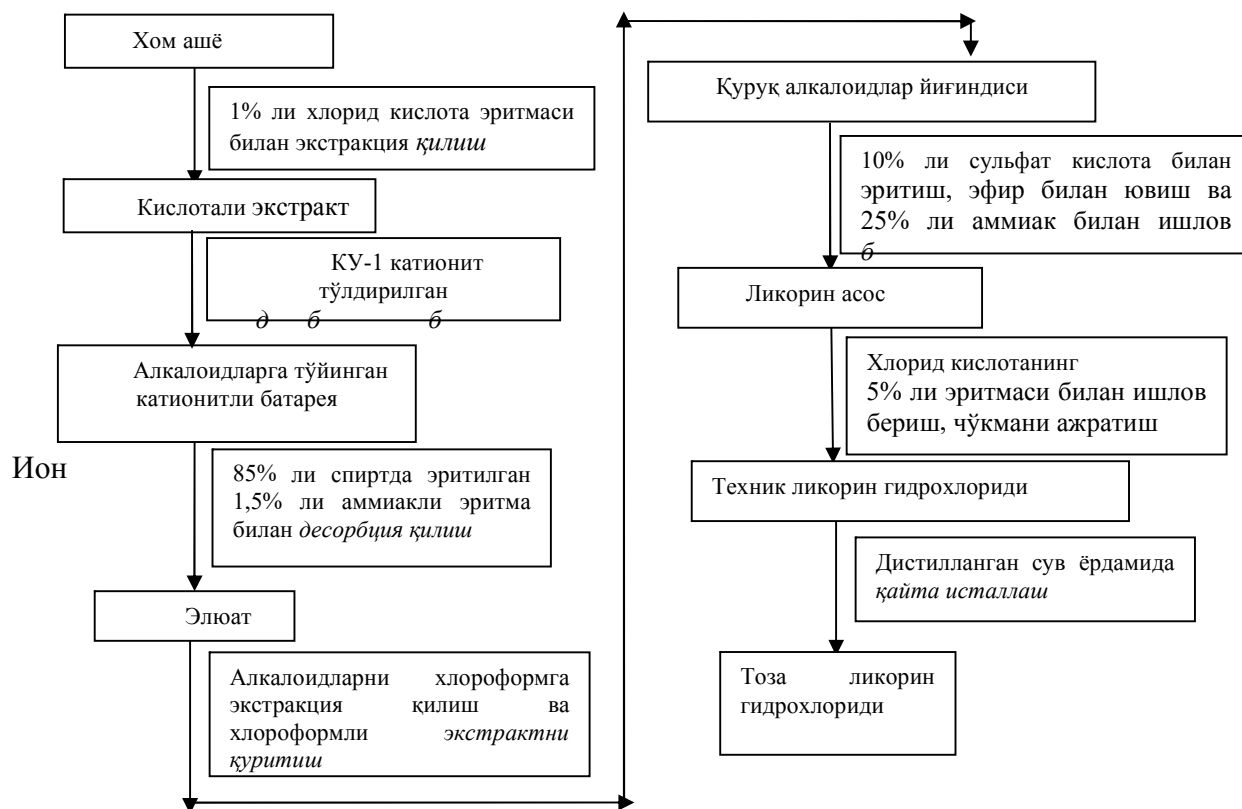 Хом ашё
1% ли хлорид кислота эритмаси
билан экстракция қилиш
Кислотали экстракт
КУ-1 катионит
тўлдирилган
д б б
Алкалоидларга тўйинган
катионитли батарея
Ион
85% ли спиртда эритилган
1,5% ли аммиакли эритма
билан десорбция қилиш
Элюат
Алкалоидларни хлороформга
экстракция қилиш ва
хлороформли экстрактни
қуритиш
Қуруқ алкалоидлар йиғиндиси
10% ли сульфат кислота билан
эритиш, эфир билан ювиш ва
25% ли аммиак билан ишлов
б
Ликорин асос
Хлорид кислотанинг
5% ли эритмаси билан ишлов
бериш, чўкмани ажратиш
Техник ликорин гидрохлориди
Дистилланган сув ёрдамида
қайта исталлаш
Тоза ликорин
гидрохлориди